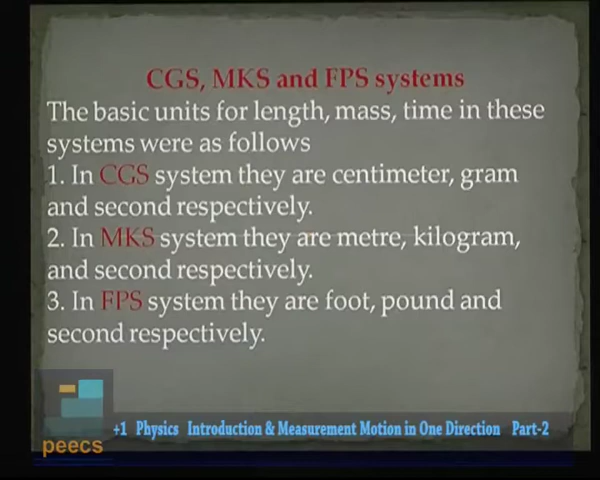 CGS, MKS and FPS systems
The basic units for length, mass, time in these
systems were as follows
1. In CGS system they are centimeter, gram
and second respectively.
2. In MKS system they are metre, kilogram,
and second respectively.
3. In FPS system they are foot, pound and
second respectively.
+1 Physics Introduction & Measurement Motion in One Direction Part-2
peecs